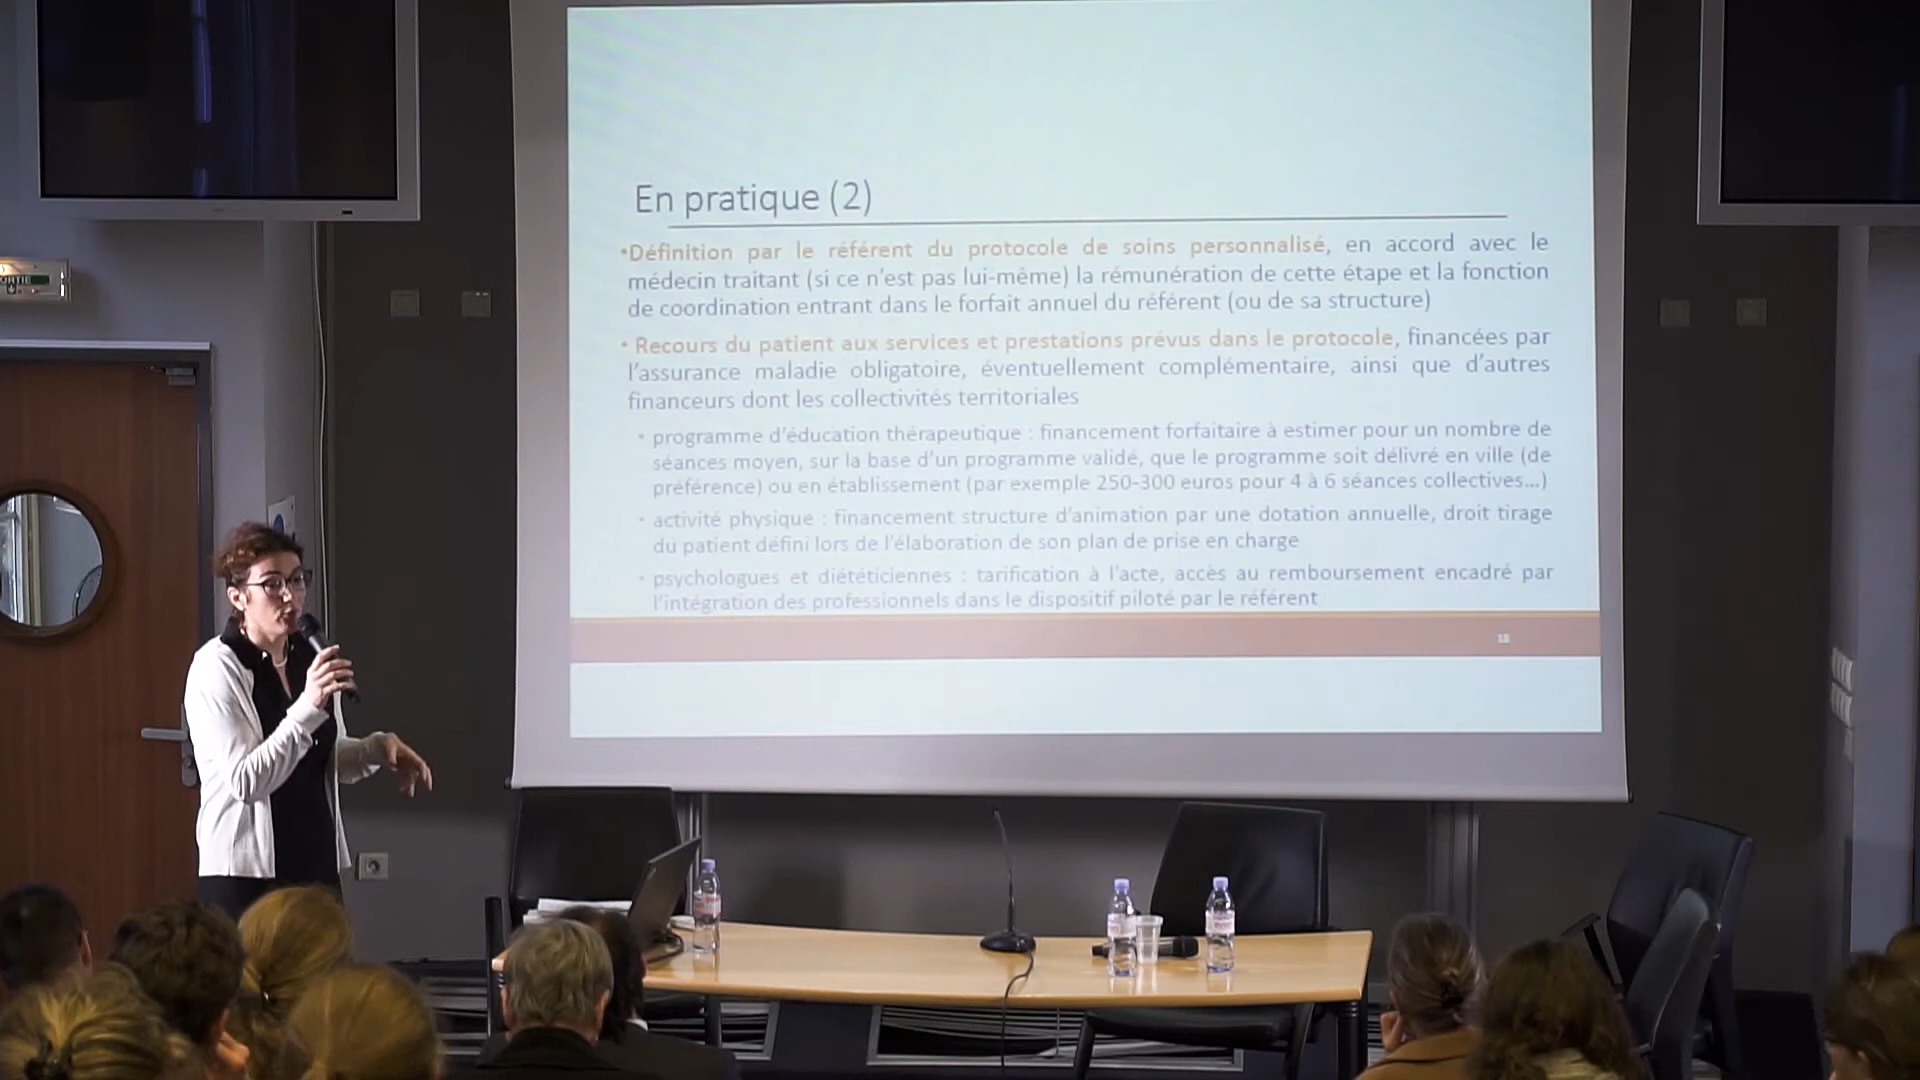 En pratique (2)
•Définition par le référent du protocole de soins personnalisé, en accord avec le
médecin traitant (si ce n'est pas lui-même) la rémunération de cette étape et la fonction
de coordination entrant dans le forfait annuel du référent (ou de sa structure)
• Recours du patient aux services et prestations prévus dans le protocole, financées par
l'assurance maladie obligatoire, éventuellement complémentaire, ainsi que d'autres
financeurs dont les collectivités territoriales
• programme d'éducation thérapeutique : financement forfaitaire à estimer pour un nombre de
séances moyen, sur la base d'un programme validé, que le programme soit délivré en ville (de
préférence) ou en établissement (par exemple 250-300 euros pour 4 à 6 séances collectives...)
• activité physique : financement structure d'animation par une dotation annuelle, droit tirage
du patient défini lors de l'élaboration de son plan de prise en charge
• psychologues et diététiciennes : tarification à l'acte, accès au remboursement encadré par
l'intégration des professionnels dans le dispositif piloté par le référent